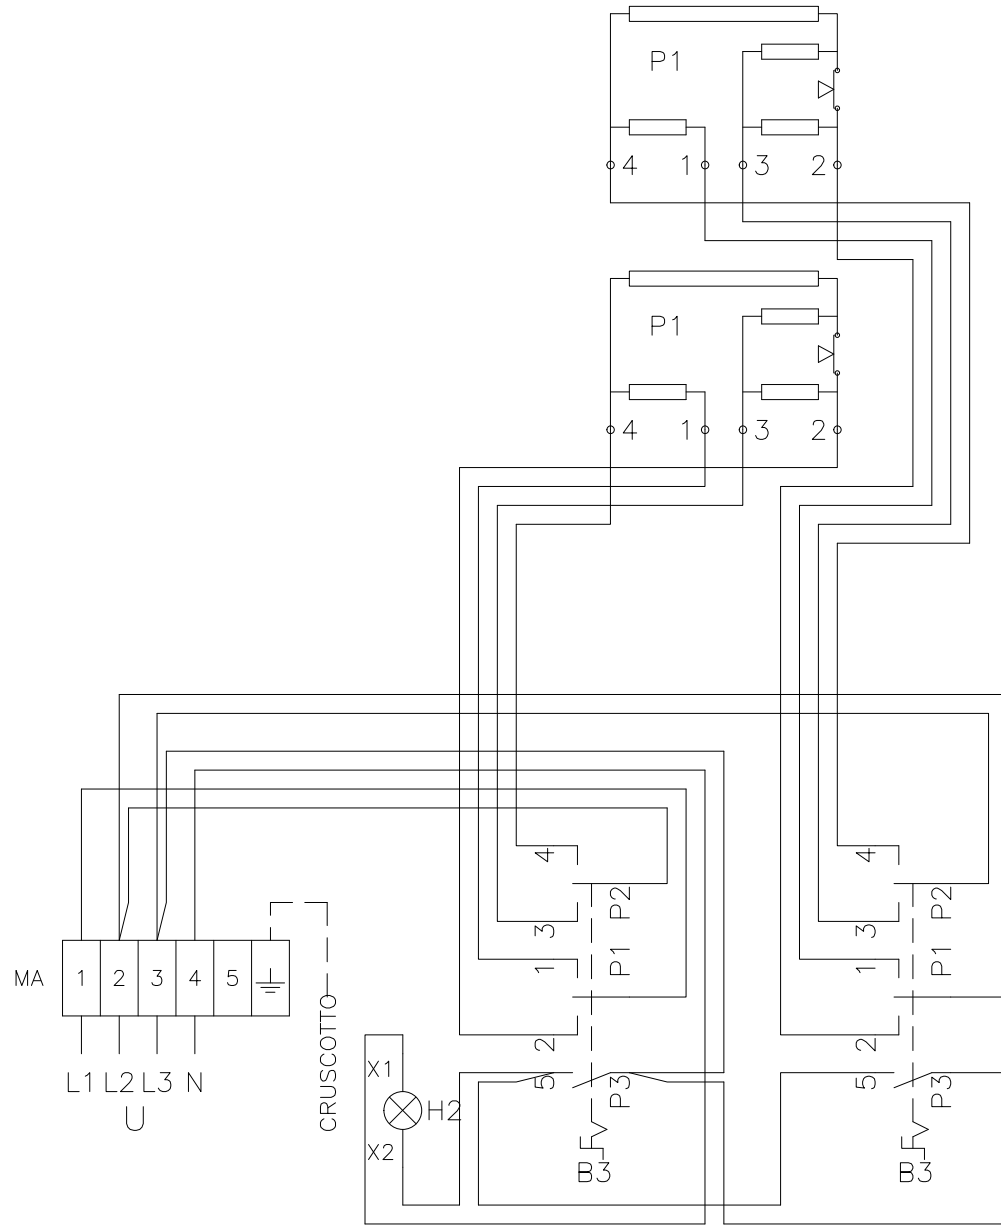 P1
4 1 3 2
P1
4 1 3 2
4 4
P2 P2
3 3
1 P1 1 P1
MA 1 2 3 4 5
CRUSCOTTO
2 2
L1 L2 L3 N
X1 5 P3 5 P3
H2
U
X2
B3 B3